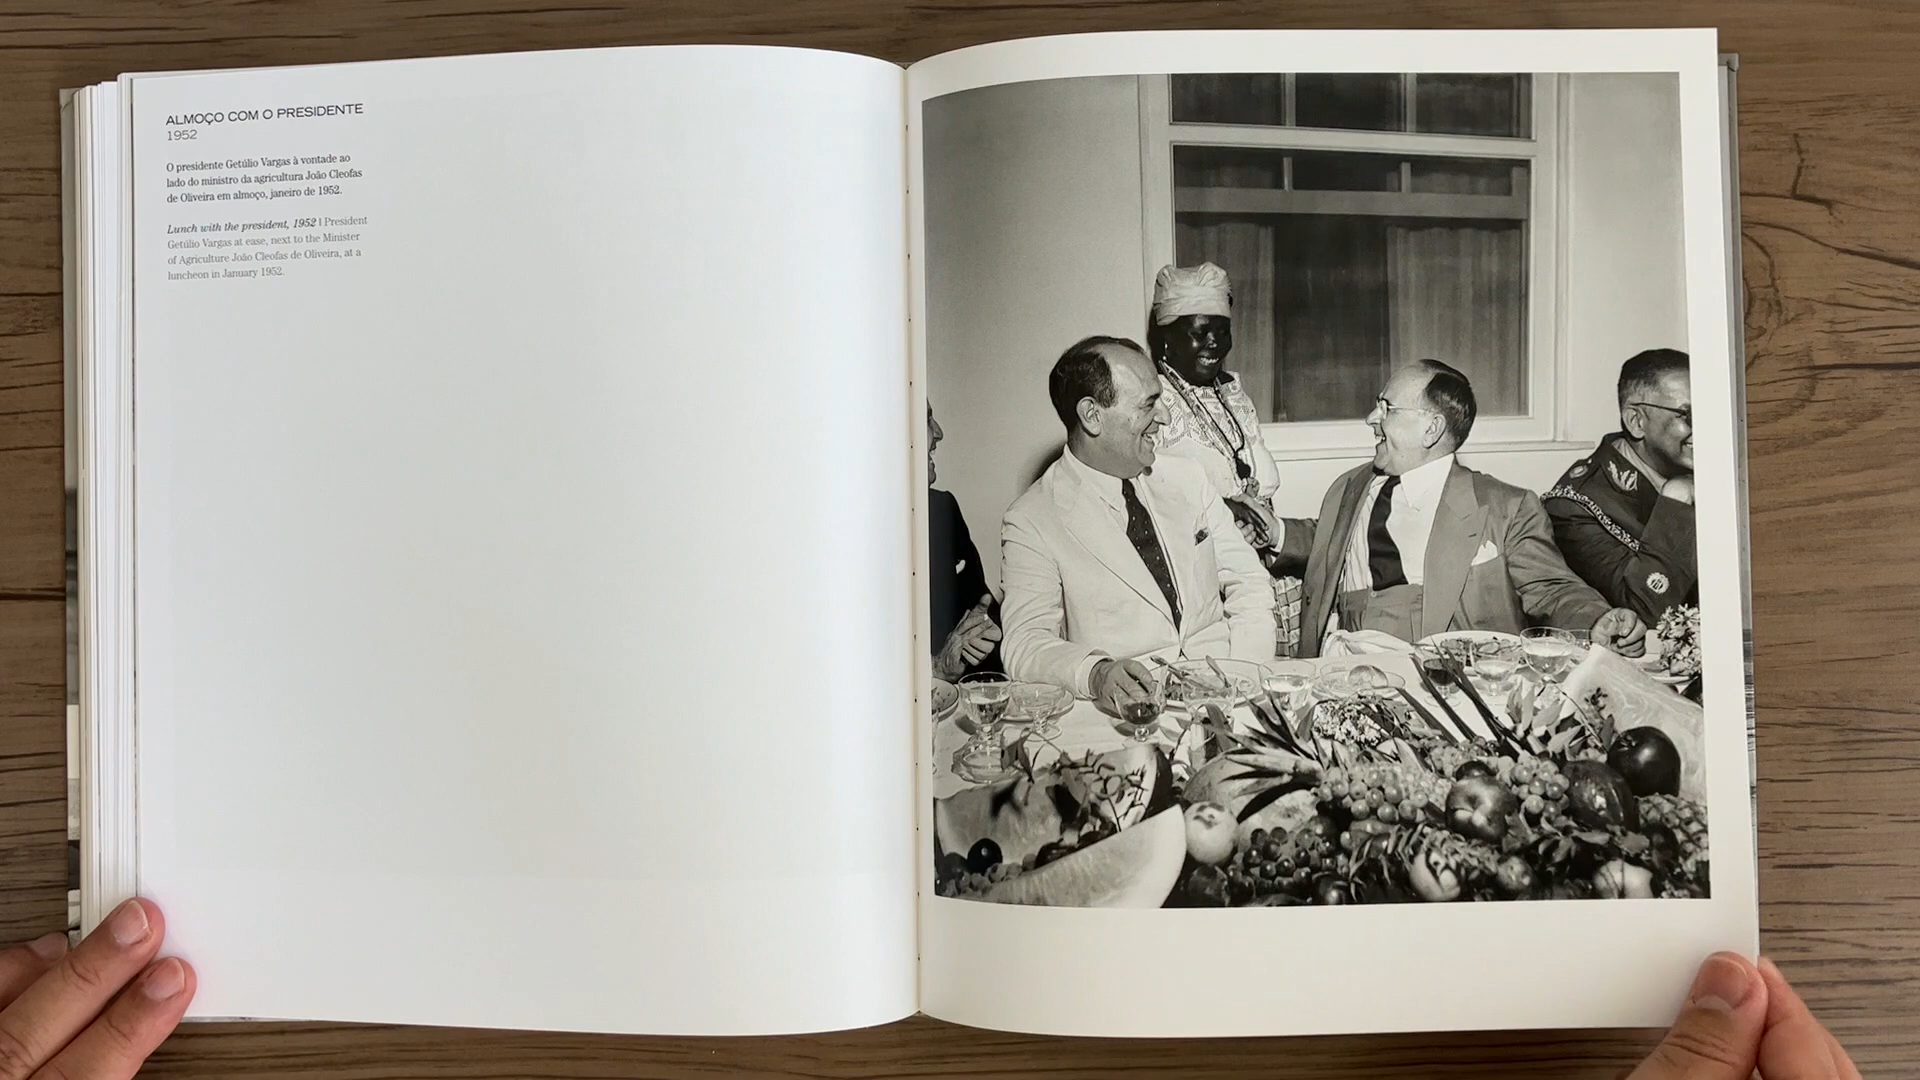 ALMOÇO COM O PRESIDENTE
1952
O presidente Getúlio Vargas à vontade ao
lado do ministro da agricultura João Cleofas
de Oliveira em almoço, janeiro de 1952.
Lunch with the president, 1952 | President
Getúlio Vargas at ease, next to the Minister
of Agriculture João Cleofas de Oliveira, at a
luncheon in January 1952.